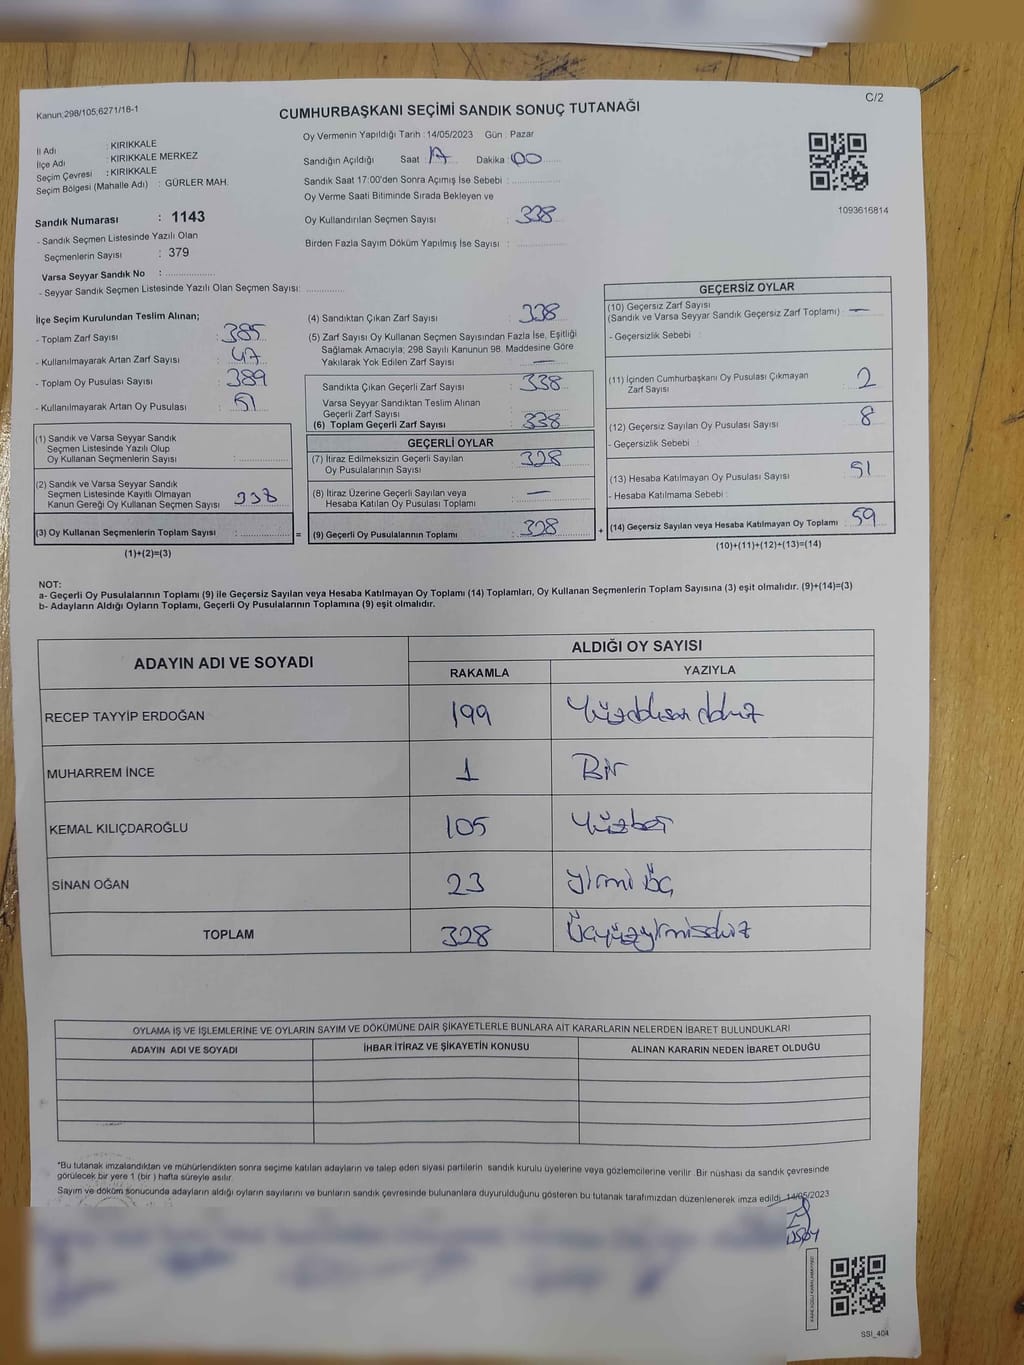 Kanun;298/105;6271/18-1
C/2
CUMHURBAŞKANI SEÇİMİ SANDIK SONUÇ TUTANAĞI
İl Adı : KIRIKKALE
İlçe Adı : KIRIKKALE MERKEZ
Seçim Çevresi : KIRIKKALE
Seçim Bölgesi (Mahalle Adı) : GÜRLER MAH.
Sandık Numarası : 1143
- Sandık Seçmen Listesinde Yazılı Olan
Seçmenlerin Sayısı : 379
Varsa Seyyar Sandık No : ..................
- Seyyar Sandık Seçmen Listesinde Yazılı Olan Seçmen Sayısı: ..............
Oy Vermenin Yapıldığı Tarih : 14/05/2023 Gün : Pazar
Sandığın Açıldığı Saat : 17 Dakika : 00
Sandık Saat 17:00'den Sonra Açımış İse Sebebi : ....................
Oy Verme Saati Bitiminde Sırada Bekleyen ve
Oy Kullandırılan Seçmen Sayısı : 338
Birden Fazla Sayım Döküm Yapılmış İse Sayısı : ....................
1093616814
İlçe Seçim Kurulundan Teslim Alınan;
- Toplam Zarf Sayısı : 385
- Kullanılmayarak Artan Zarf Sayısı : 47
- Toplam Oy Pusulası Sayısı : 389
- Kullanılmayarak Artan Oy Pusulası : 51
(1) Sandık ve Varsa Seyyar Sandık
Seçmen Listesinde Yazılı Olup
Oy Kullanan Seçmenlerin Sayısı : ....................
(2) Sandık ve Varsa Seyyar Sandık
Seçmen Listesinde Kayıtlı Olmayan
Kanun Gereği Oy Kullanan Seçmen Sayısı : 338
(3) Oy Kullanan Seçmenlerin Toplam Sayısı : ....................
(1)+(2)=(3)
(4) Sandıktan Çıkan Zarf Sayısı : 338
(5) Zarf Sayısı Oy Kullanan Seçmen Sayısından Fazla İse, Eşitliği
Sağlamak Amacıyla; 298 Sayılı Kanunun 98. Maddesine Göre
Yakılarak Yok Edilen Zarf Sayısı : —
Sandıkta Çıkan Geçerli Zarf Sayısı : 338
Varsa Seyyar Sandıktan Teslim Alınan
Geçerli Zarf Sayısı :
(6) Toplam Geçerli Zarf Sayısı : 338
GEÇERLİ OYLAR
(7) İtiraz Edilmeksizin Geçerli Sayılan
Oy Pusulalarının Sayısı : 328
(8) İtiraz Üzerine Geçerli Sayılan veya
Hesaba Katılan Oy Pusulası Toplamı : —
= (9) Geçerli Oy Pusulalarının Toplamı : 328
GEÇERSİZ OYLAR
(10) Geçersiz Zarf Sayısı
(Sandık ve Varsa Seyyar Sandık Geçersiz Zarf Toplamı) : —
- Geçersizlik Sebebi :
(11) İçinden Cumhurbaşkanı Oy Pusulası Çıkmayan
Zarf Sayısı : 2
(12) Geçersiz Sayılan Oy Pusulası Sayısı : 8
- Geçersizlik Sebebi :
(13) Hesaba Katılmayan Oy Pusulası Sayısı : 51
- Hesaba Katılmama Sebebi :
+ (14) Geçersiz Sayılan veya Hesaba Katılmayan Oy Toplamı : 59
(10)+(11)+(12)+(13)=(14)
NOT:
a- Geçerli Oy Pusulalarının Toplamı (9) ile Geçersiz Sayılan veya Hesaba Katılmayan Oy Toplamı (14) Toplamları, Oy Kullanan Seçmenlerin Toplam Sayısına (3) eşit olmalıdır. (9)+(14)=(3)
b- Adayların Aldığı Oyların Toplamı, Geçerli Oy Pusulalarının Toplamına (9) eşit olmalıdır.
ADAYIN ADI VE SOYADI ALDIĞI OY SAYISI
RAKAMLA YAZIYLA
RECEP TAYYİP ERDOĞAN 199 Yüzdoksan dokuz
MUHARREM İNCE 1 Bir
KEMAL KILIÇDAROĞLU 105 Yüzbeş
SİNAN OĞAN 23 yirmi üç
TOPLAM 328 Üçyüzyirmisekiz
OYLAMA İŞ VE İŞLEMLERİNE VE OYLARIN SAYIM VE DÖKÜMÜNE DAİR ŞİKAYETLERLE BUNLARA AİT KARARLARIN NELERDEN İBARET BULUNDUKLARI
ADAYIN ADI VE SOYADI İHBAR İTİRAZ VE ŞİKAYETİN KONUSU ALINAN KARARIN NEDEN İBARET OLDUĞU
*Bu tutanak imzalandıktan ve mühürlendikten sonra seçime katılan adayların ve talep eden siyasi partilerin sandık kurulu üyelerine veya gözlemcilerine verilir. Bir nüshası da sandık çevresinde
görülecek bir yere 1 (bir ) hafta süreyle asılır.
Sayım ve döküm sonucunda adayların aldığı oyların sayılarını ve bunların sandık çevresinde bulunanlara duyurulduğunu gösteren bu tutanak tarafımızdan düzenlenerek imza edildi. 14/05/2023
SSI_404